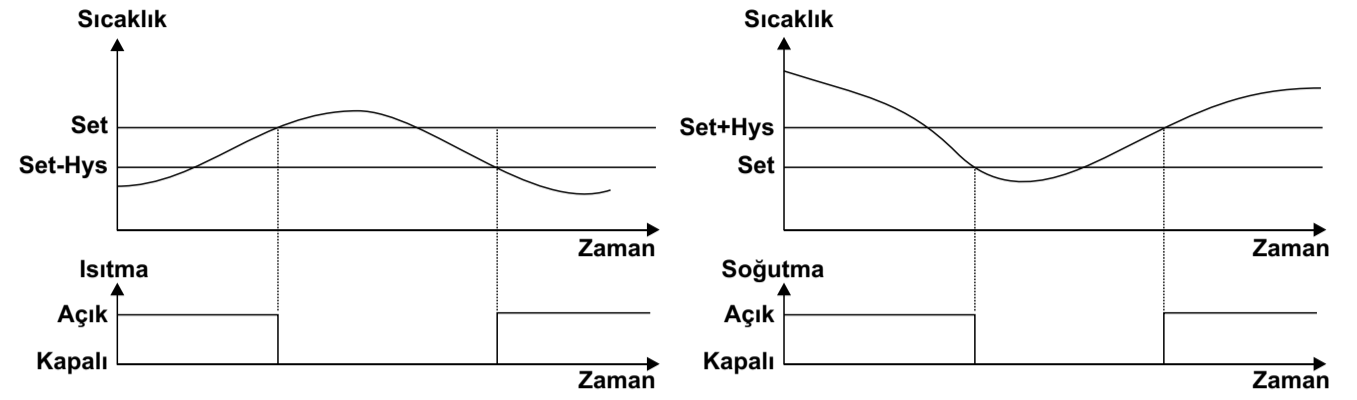 Sıcaklık
Set
Set-Hys
Zaman
Isıtma
Açık
Kapalı
Zaman
Sıcaklık
Set+Hys
Set
Zaman
Soğutma
Açık
Kapalı
Zaman